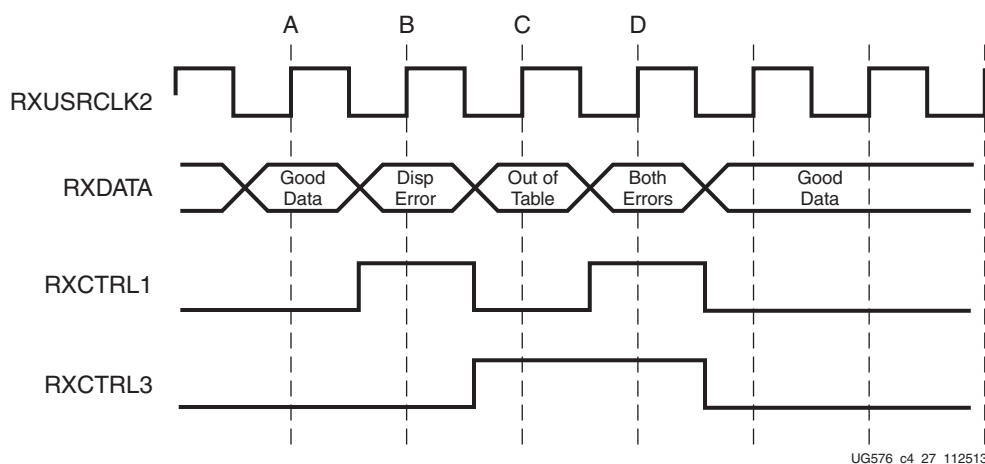 A B C D
RXUSRCLK2
RXDATA
Good
Data
Disp
Error
Out of
Table
Both
Errors
Good
Data
RXCTRL1
RXCTRL3
UG576_c4_27_112513